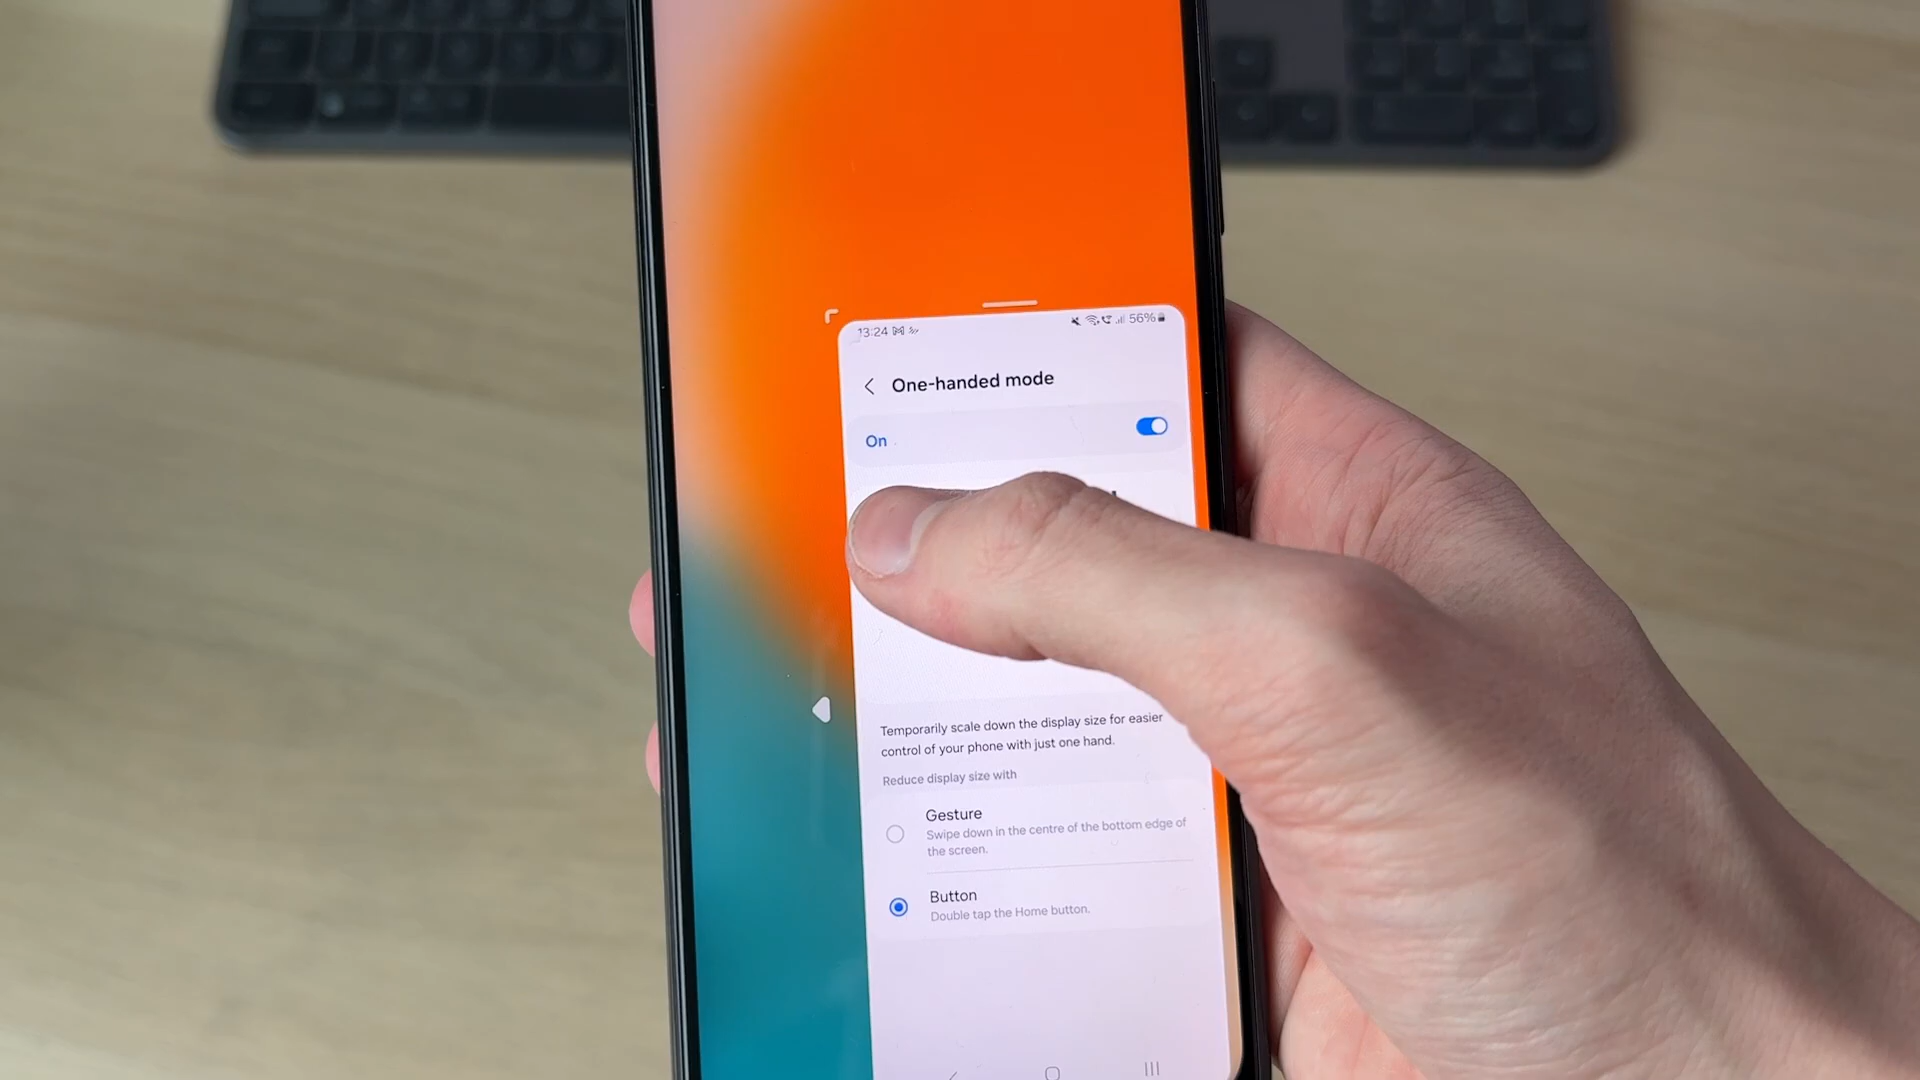 13:24
56%
One-handed mode
On
Temporarily scale down the display size for easier
control of your phone with just one hand.
Reduce display size with
Gesture
Swipe down in the centre of the bottom edge of
the screen.
Button
Double tap the Home button.